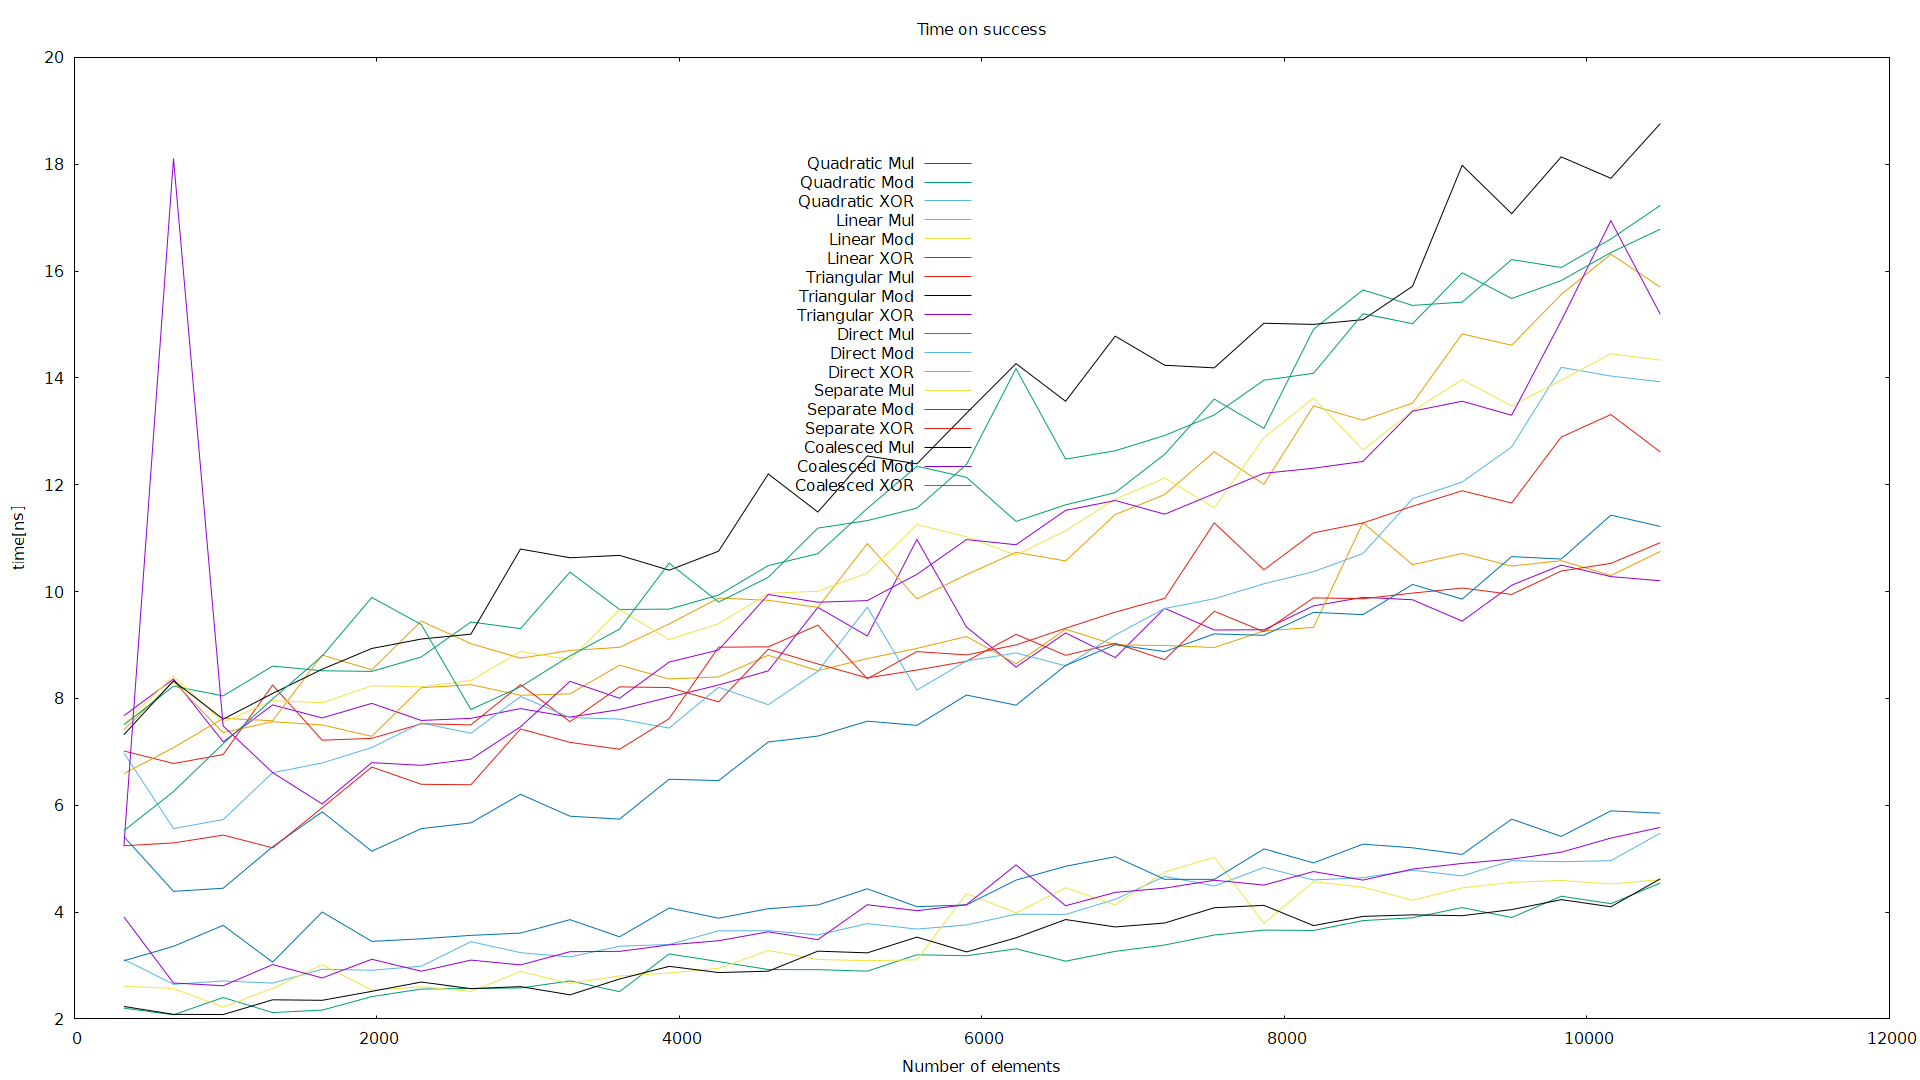 Time on success
20
18
16
14
12
10
8
6
4
2
time[ns]
Quadratic Mul
Quadratic Mod
Quadratic XOR
Linear Mul
Linear Mod
Linear XOR
Triangular Mul
Triangular Mod
Triangular XOR
Direct Mul
Direct Mod
Direct XOR
Separate Mul
Separate Mod
Separate XOR
Coalesced Mul
Coalesced Mod
Coalesced XOR
0 2000 4000 6000 8000 10000 12000
Number of elements